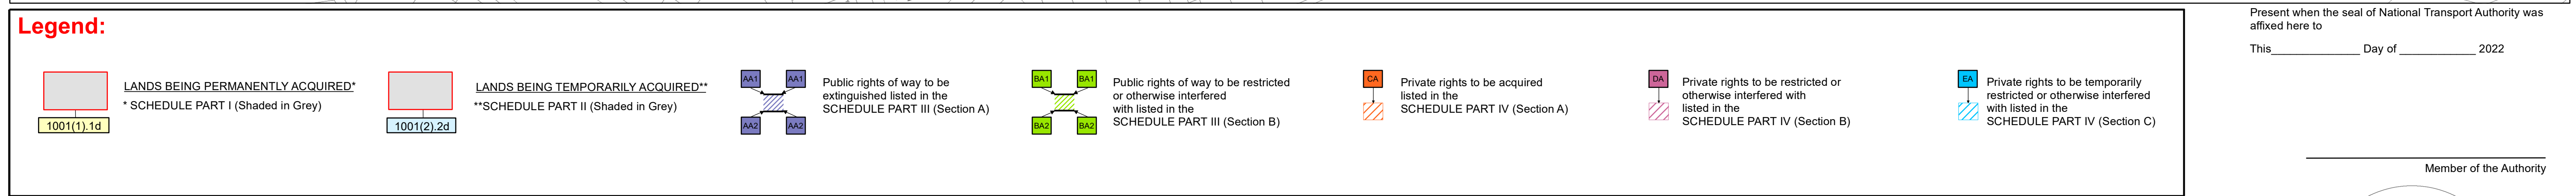 Legend:
1001(1).1d
LANDS BEING PERMANENTLY ACQUIRED*
* SCHEDULE PART I (Shaded in Grey)
1001(2).2d
LANDS BEING TEMPORARILY ACQUIRED**
**SCHEDULE PART II (Shaded in Grey)
AA1 AA1
AA2 AA2
Public rights of way to be
extinguished listed in the
SCHEDULE PART III (Section A)
BA1 BA1
BA2 BA2
Public rights of way to be restricted
or otherwise interfered
with listed in the
SCHEDULE PART III (Section B)
CA
Private rights to be acquired
listed in the
SCHEDULE PART IV (Section A)
DA
Private rights to be restricted or
otherwise interfered with
listed in the
SCHEDULE PART IV (Section B)
EA
Private rights to be temporarily
restricted or otherwise interfered
with listed in the
SCHEDULE PART IV (Section C)
Present when the seal of National Transport Authority was
affixed here to
This______________ Day of ____________ 2022
Member of the Authority